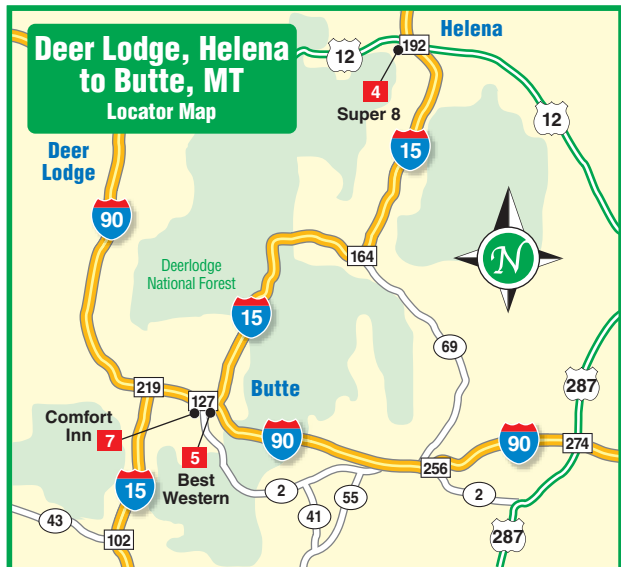 Deer Lodge, Helena
to Butte, MT
Locator Map
Helena
12
192
4
Super 8
12
15
Deer
Lodge
90
N
164
Deerlodge
National Forest
15
69
287
219
127
Butte
Comfort
Inn
7
5
90
90
274
256
Best
Western
15
2
55
2
41
43
102
287